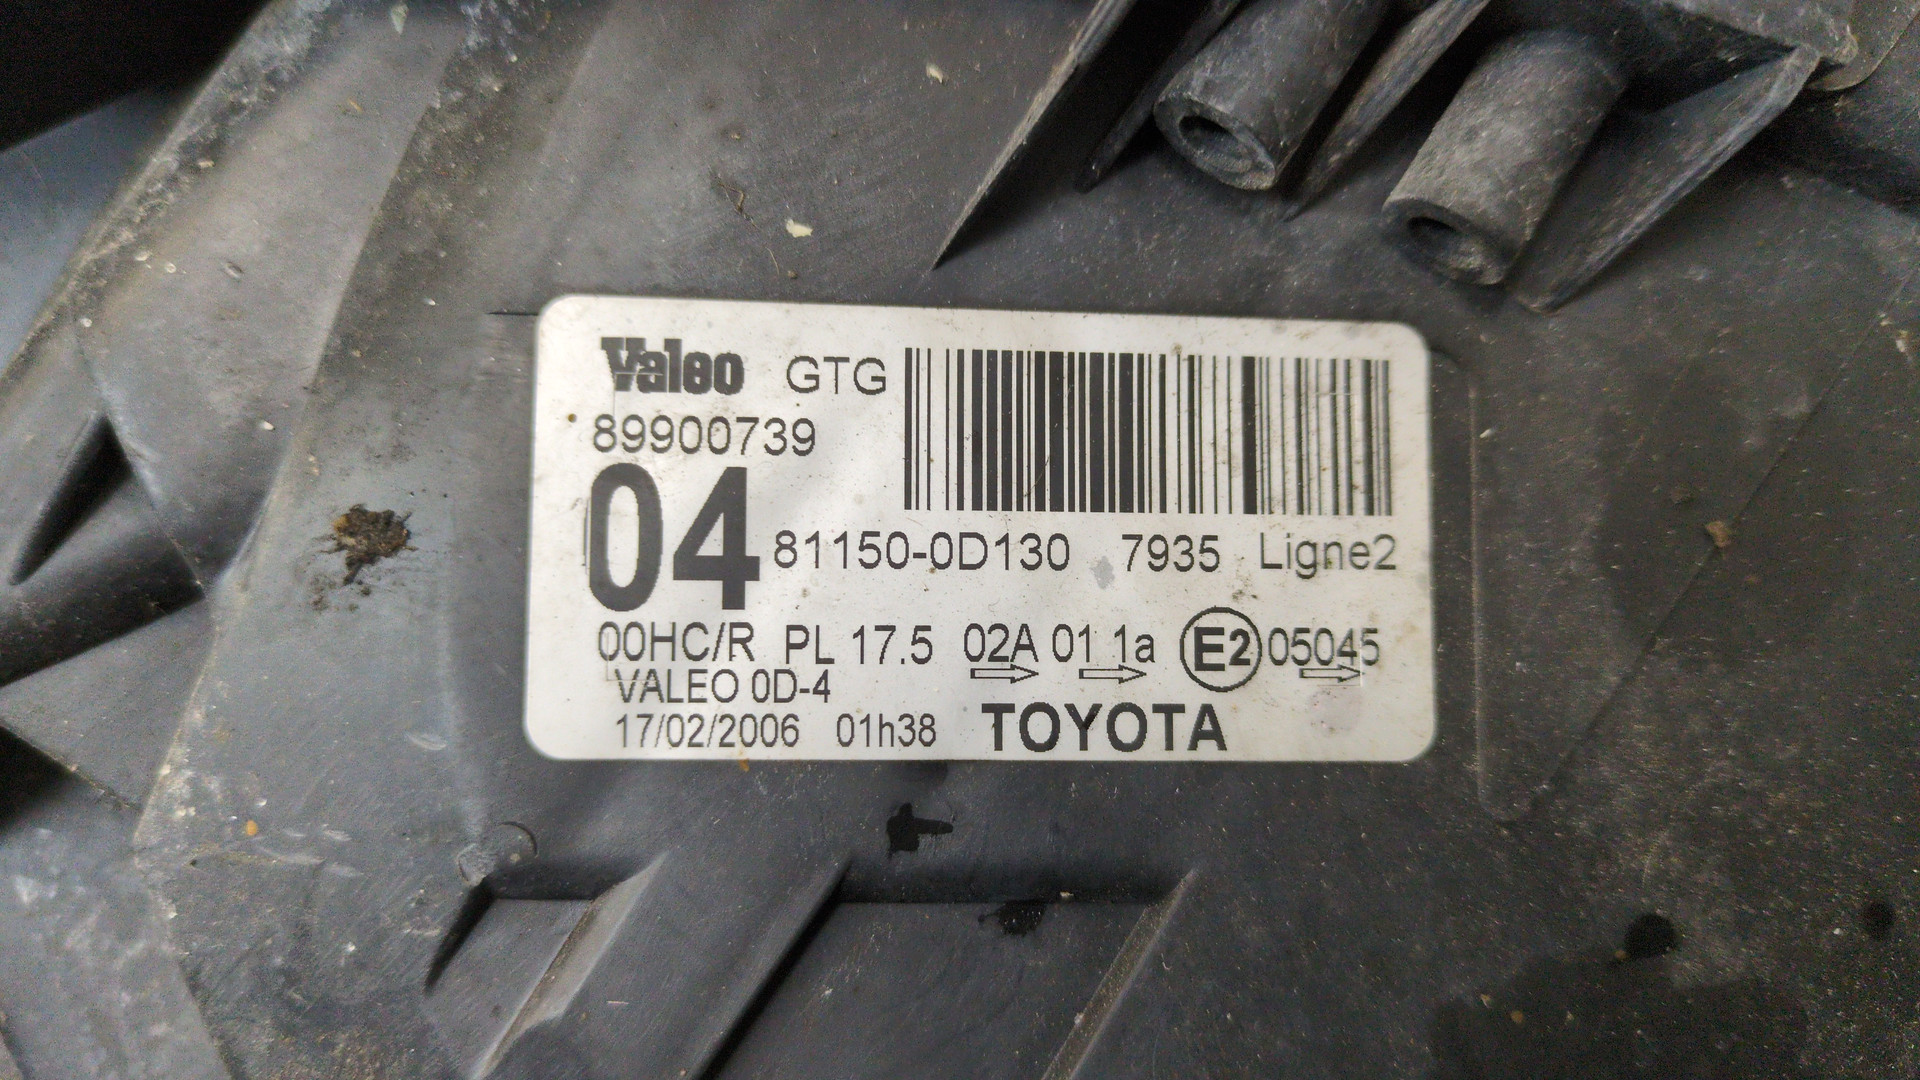 Valeo GTG
89900739
04 81150-0D130 7935 Ligne2
00HC/R PL 17.5 02A 01 1a E2 05045
VALEO 0D-4
17/02/2006 01h38 TOYOTA